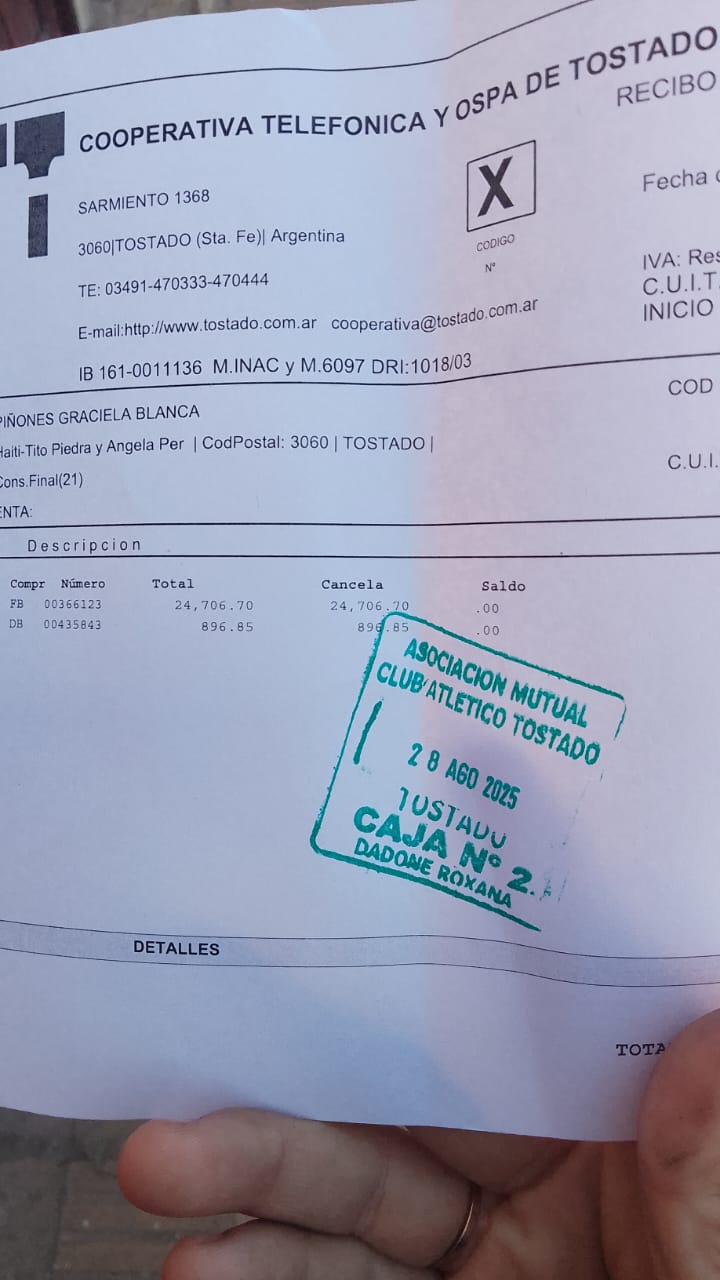 COOPERATIVA TELEFONICA Y OSPA DE TOSTADO
RECIBO
SARMIENTO 1368
X
Fecha
3060|TOSTADO (Sta. Fe)| Argentina
CODIGO
Nº
TE: 03491-470333-470444
IVA: Res
C.U.I.T.
E-mail:http://www.tostado.com.ar cooperativa@tostado.com.ar
INICIO
IB 161-0011136 M.INAC y M.6097 DRI:1018/03
COD
PIÑONES GRACIELA BLANCA
Haiti-Tito Piedra y Angela Per | CodPostal: 3060 | TOSTADO |
C.U.I.
Cons.Final(21)
ENTA:
Descripcion
Compr Número Total Cancela Saldo
FB 00366123 24,706.70 24,706.70 .00
DB 00435843 896.85 896.85 .00
ASOCIACION MUTUAL
CLUB ATLETICO TOSTADO
28 AGO 2025
TOSTADO
CAJA Nº 2
DADONE ROXANA
DETALLES
TOTA